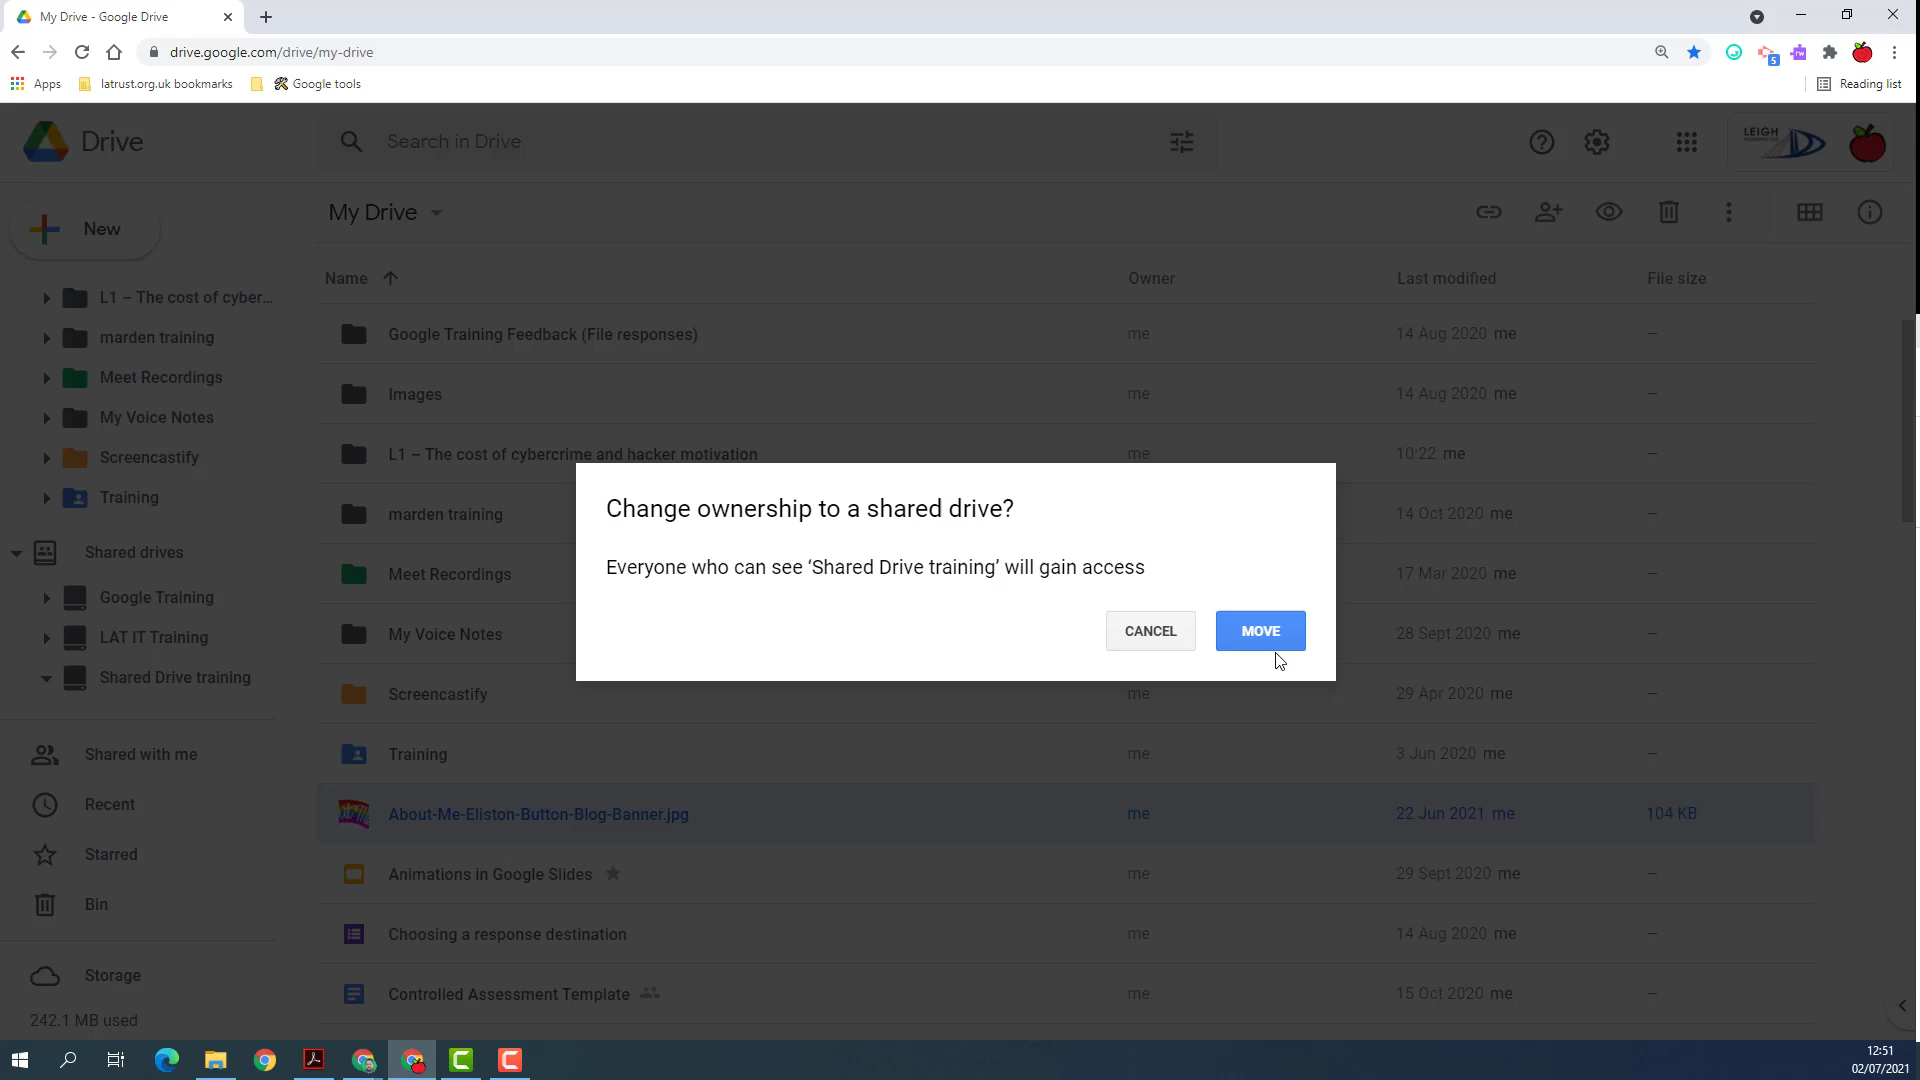 My Drive - Google Drive
drive.google.com/drive/my-drive
5
rw
Apps
latrust.org.uk bookmarks
Google tools
Reading list
Drive
Search in Drive
LEIGH
New
My Drive
Name
Owner
Last modified
File size
L1 – The cost of cyber...
marden training
Meet Recordings
My Voice Notes
Screencastify
Training
Shared drives
Google Training
LAT IT Training
Shared Drive training
Shared with me
Recent
Starred
Bin
Storage
242.1 MB used
Google Training Feedback (File responses) me 14 Aug 2020 me –
Images me 14 Aug 2020 me –
L1 – The cost of cybercrime and hacker motivation me 10:22 me –
marden training 14 Oct 2020 me –
Meet Recordings 17 Mar 2020 me –
My Voice Notes 28 Sept 2020 me –
Screencastify me 29 Apr 2020 me –
Training me 3 Jun 2020 me –
About-Me-Eliston-Button-Blog-Banner.jpg me 22 Jun 2021 me 104 KB
Animations in Google Slides me 29 Sept 2020 me –
Choosing a response destination me 14 Aug 2020 me –
Controlled Assessment Template me 15 Oct 2020 me –
Change ownership to a shared drive?
Everyone who can see ‘Shared Drive training’ will gain access
CANCEL
MOVE
12:51
02/07/2021